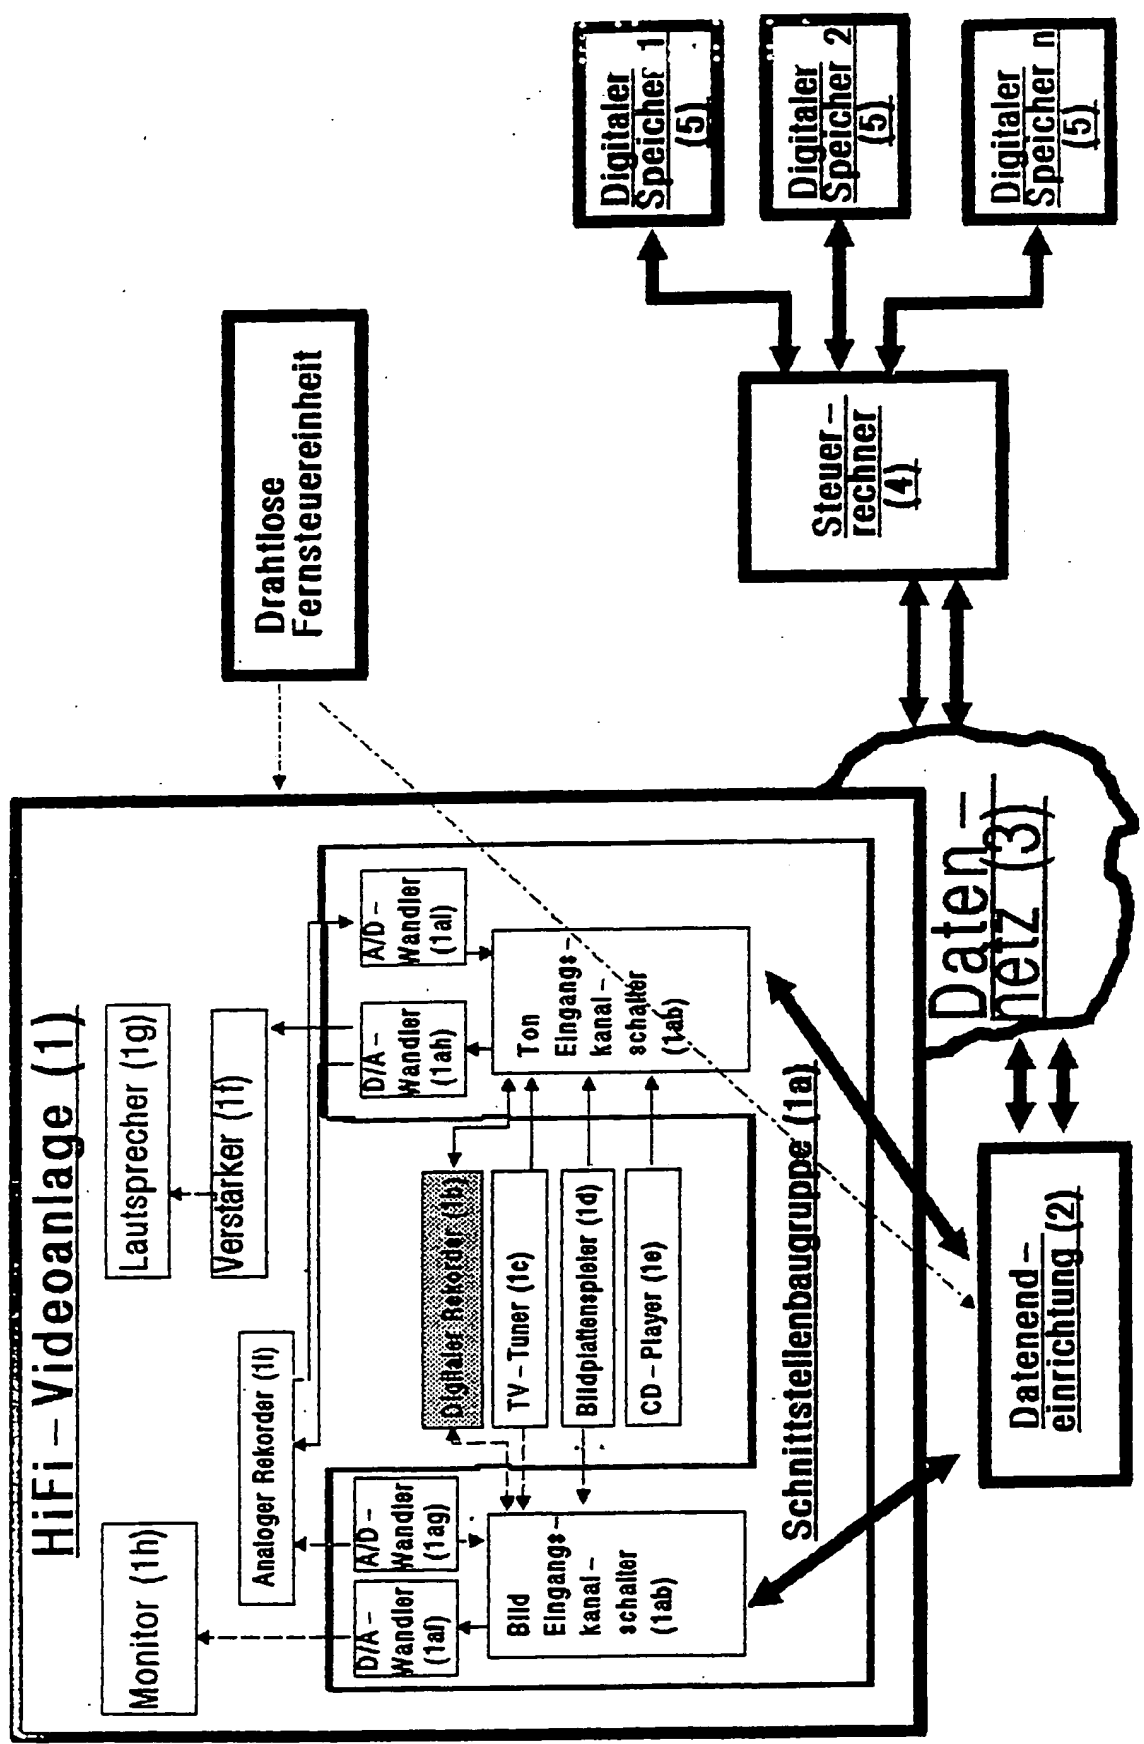 HiFi – Videoanlage (1)
Monitor (1h)
Analoger Rekorder (1i)
Lautsprecher (1g)
Verstärker (1f)
Drahtlose
Fernsteuereinheit
D/A –
Wandler
(1af)
A/D –
Wandler
(1ag)
D/A –
Wandler
(1ah)
A/D –
Wandler
(1ai)
Digitaler Rekorder (1b)
TV – Tuner (1c)
Bildplattenspieler (1d)
CD – Player (1e)
Bild
Eingangs –
kanal –
schalter
(1ab)
Ton
Eingangs –
kanal –
schalter
(1ab)
Schnittstellenbaugruppe (1a)
Datenend –
einrichtung (2)
Daten –
netz (3)
Steuer –
rechner
(4)
Digitaler
Speicher 1
(5)
Digitaler
Speicher 2
(5)
Digitaler
Speicher n
(5)